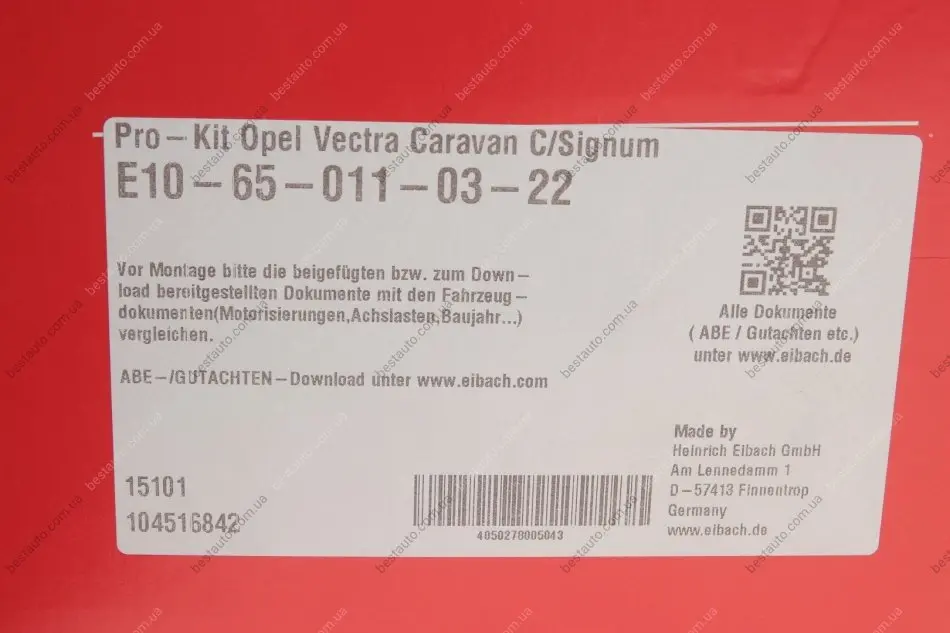 Pro-Kit Opel Vectra Caravan C/Signum
E10-65-011-03-22
Vor Montage bitte die beigefügten bzw. zum Down-
load bereitgestellten Dokumente mit den Fahrzeug-
dokumenten(Motorisierungen,Achslasten,Baujahr...)
vergleichen.
ABE-/GUTACHTEN-Download unter www.eibach.com
Alle Dokumente
( ABE / Gutachten etc.)
unter www.eibach.de
15101
104516842
4050278005043
Made by
Heinrich Eibach GmbH
Am Lennedamm 1
D-57413 Finnentrop
Germany
www.eibach.de
bestauto.com.ua